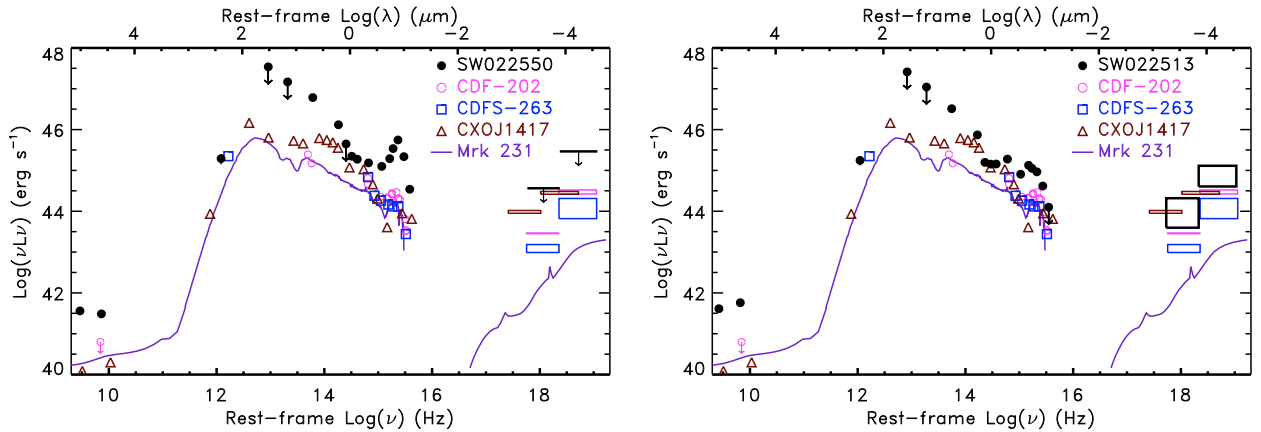 Rest-frame Log(λ) (μm)
4 2 0 −2 −4
48
46
44
42
40
Log(νLν) (erg s⁻¹)
SW022550
CDF-202
CDFS-263
CXOJ1417
Mrk 231
10 12 14 16 18
Rest-frame Log(ν) (Hz)
Rest-frame Log(λ) (μm)
4 2 0 −2 −4
48
46
44
42
40
Log(νLν) (erg s⁻¹)
SW022513
CDF-202
CDFS-263
CXOJ1417
Mrk 231
10 12 14 16 18
Rest-frame Log(ν) (Hz)